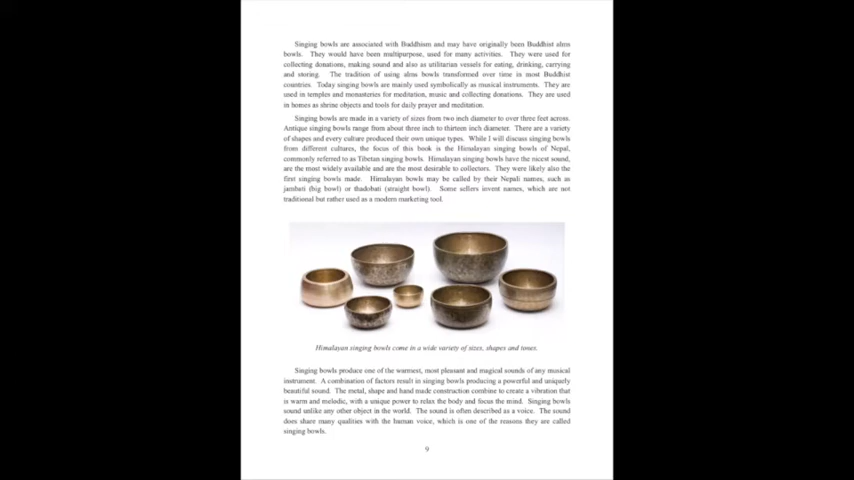 Singing bowls are associated with Buddhism and may have originally been Buddhist alms
bowls. They would have been multipurpose, used for many activities. They were used for
collecting donations, making sound and also as utilitarian vessels for eating, drinking, carrying
and storing. The tradition of using alms bowls transformed over time in most Buddhist
countries. Today singing bowls are mainly used symbolically as musical instruments. They are
used in temples and monasteries for meditation, music and collecting donations. They are used
in homes as shrine objects and tools for daily prayer and meditation.
Singing bowls are made in a variety of sizes from two inch diameter to over three feet across.
Antique singing bowls range from about three inch to thirteen inch diameter. There are a variety
of shapes and every culture produced their own unique types. While I will discuss singing bowls
from different cultures, the focus of this book is the Himalayan singing bowls of Nepal,
commonly referred to as Tibetan singing bowls. Himalayan singing bowls have the nicest sound,
are the most widely available and are the most desirable to collectors. They were likely also the
first singing bowls made. Himalayan bowls may be called by their Nepali names, such as
jambati (big bowl) or thadobati (straight bowl). Some sellers invent names, which are not
traditional but rather used as a modern marketing tool.
Himalayan singing bowls come in a wide variety of sizes, shapes and tones.
Singing bowls produce one of the warmest, most pleasant and magical sounds of any musical
instrument. A combination of factors result in singing bowls producing a powerful and uniquely
beautiful sound. The metal, shape and hand made construction combine to create a vibration that
is warm and melodic, with a unique power to relax the body and focus the mind. Singing bowls
sound unlike any other object in the world. The sound is often described as a voice. The sound
does share many qualities with the human voice, which is one of the reasons they are called
singing bowls.
9